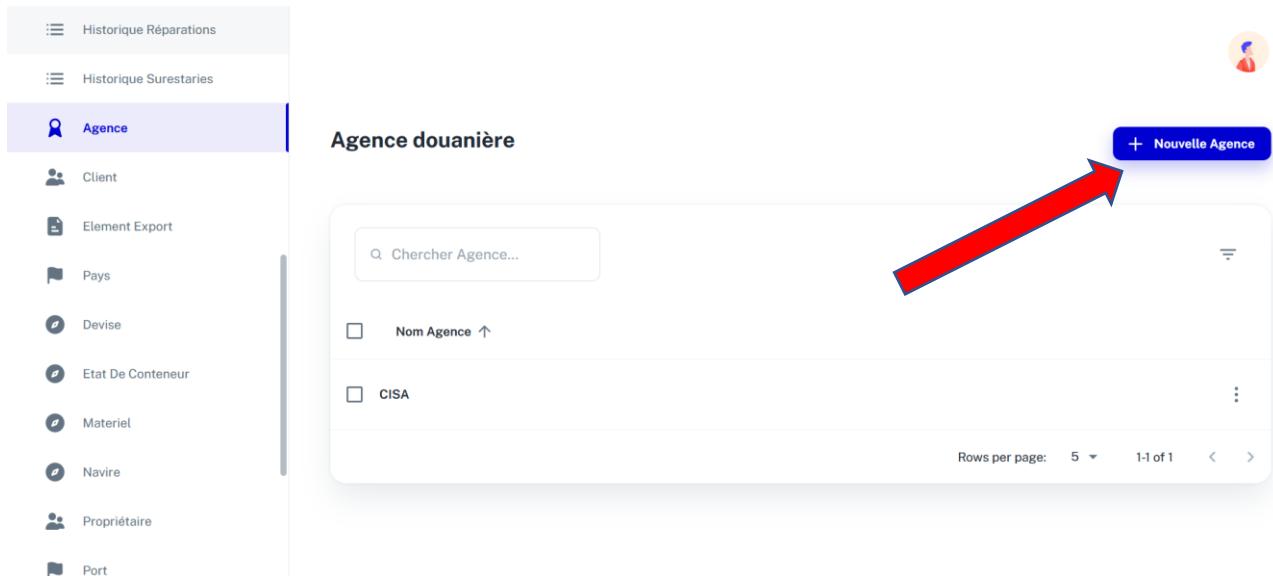 Historique Réparations
Historique Surestaries
Agence
Client
Element Export
Pays
Devise
Etat De Conteneur
Materiel
Navire
Propriétaire
Port
Agence douanière
+ Nouvelle Agence
Chercher Agence...
Nom Agence ↑
CISA
Rows per page: 5 1-1 of 1